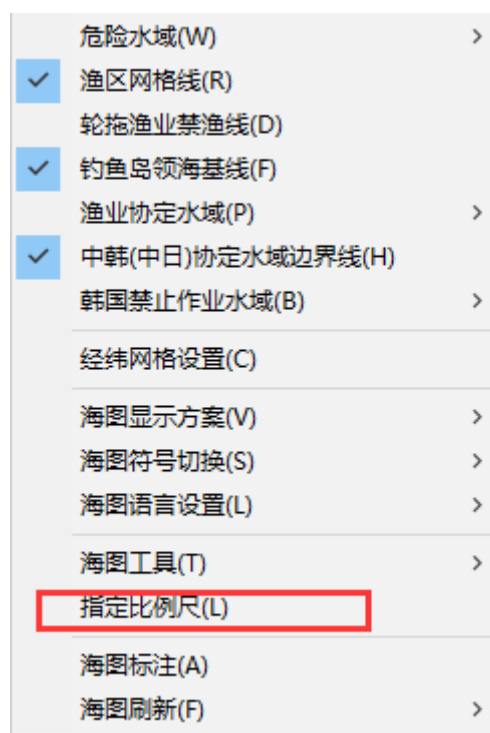 危险水域(W)
渔区网格线(R)
轮拖渔业禁渔线(D)
钓鱼岛领海基线(F)
渔业协定水域(P)
中韩(中日)协定水域边界线(H)
韩国禁止作业水域(B)
经纬网格设置(C)
海图显示方案(V)
海图符号切换(S)
海图语言设置(L)
海图工具(T)
指定比例尺(L)
海图标注(A)
海图刷新(F)